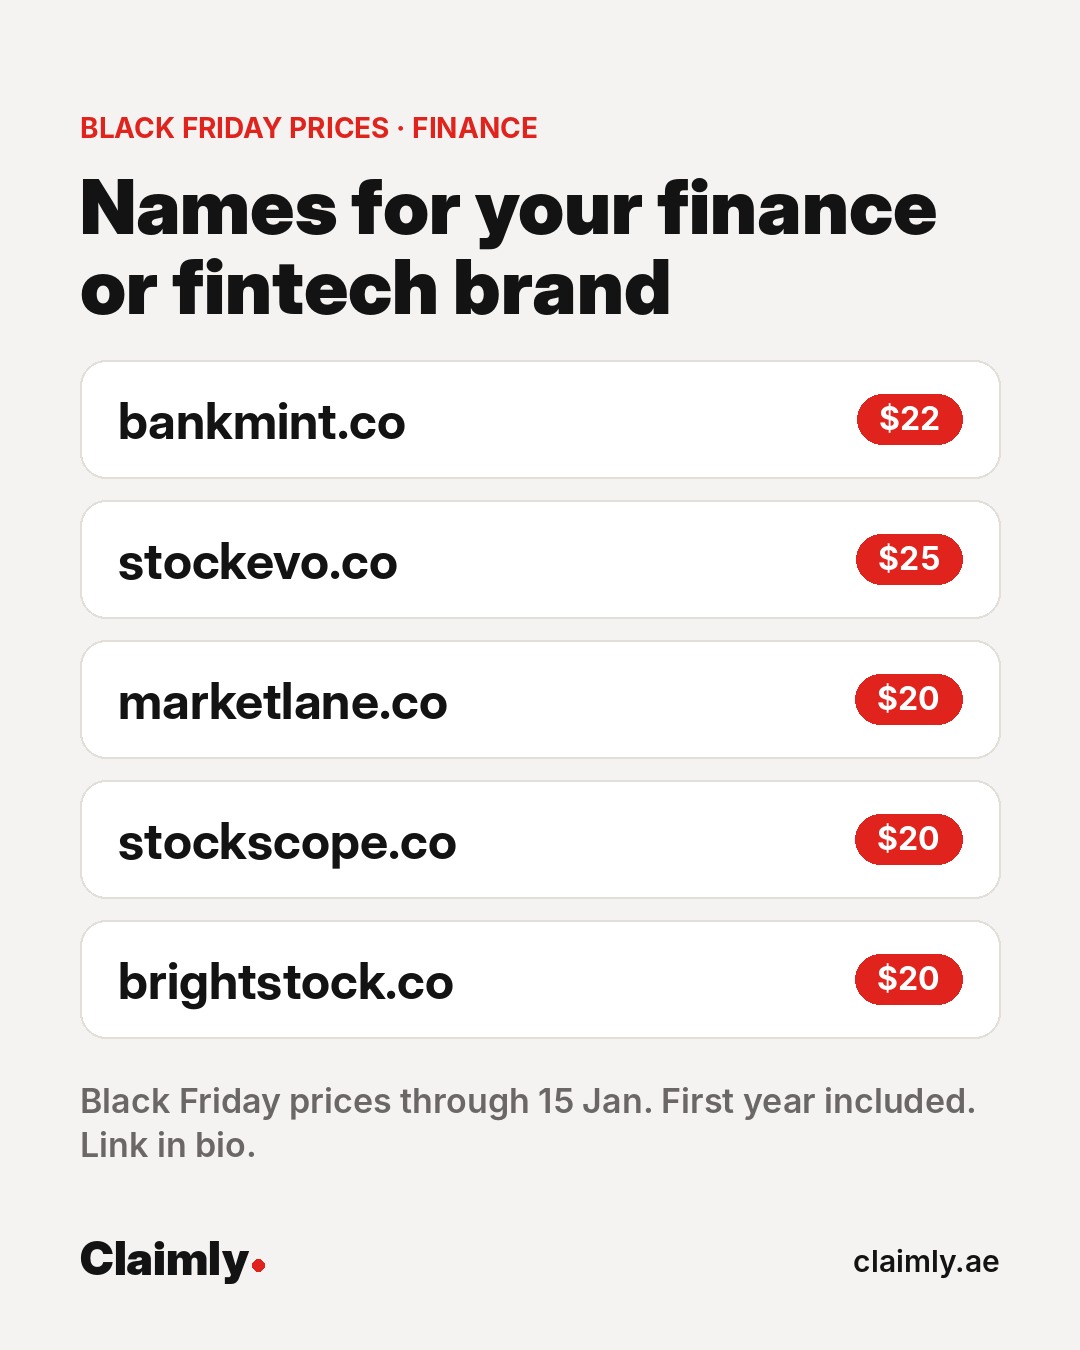 BLACK FRIDAY PRICES · FINANCE
Names for your finance
or fintech brand
bankmint.co $22
stockevo.co $25
marketlane.co $20
stockscope.co $20
brightstock.co $20
Black Friday prices through 15 Jan. First year included.
Link in bio.
Claimly. claimly.ae